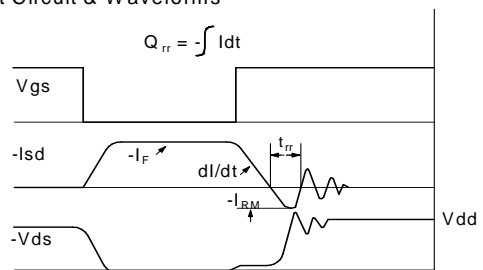 t Circuit & Waveforms
Q rr = -∫ Idt
Vgs
-Isd
-I F
dI/dt
t rr
-I RM
Vdd
-Vds